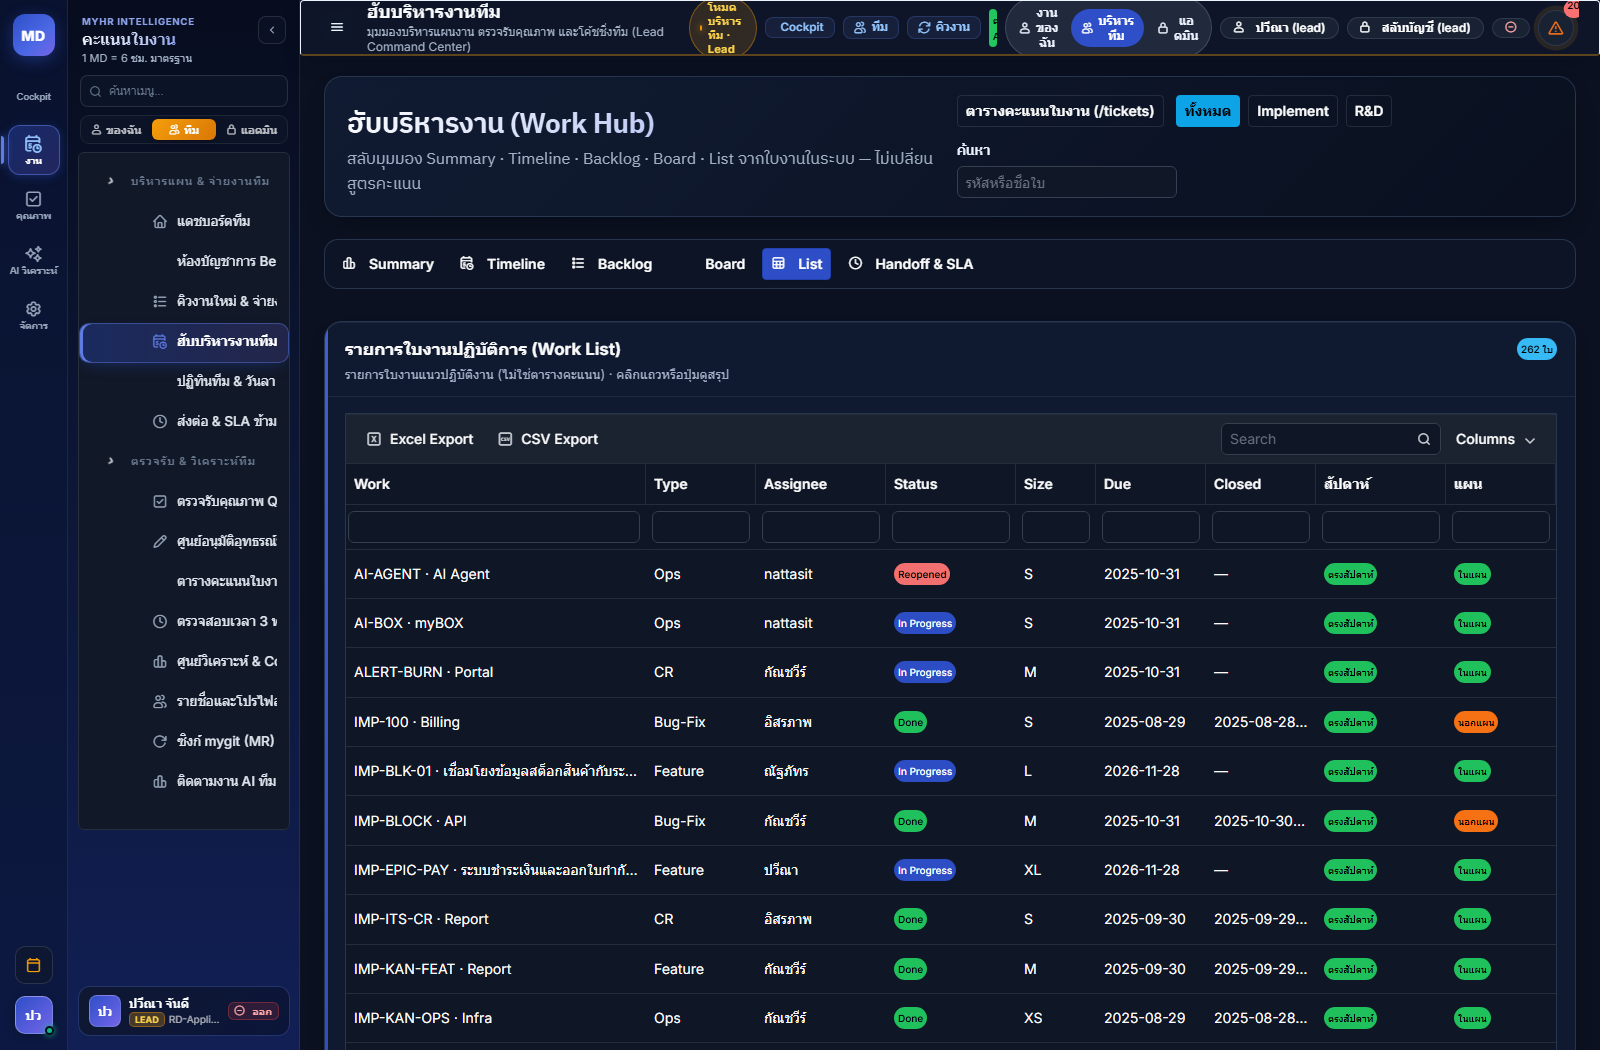 MD
Cockpit
งาน
คุณภาพ
AI วิเคราะห์
จัดการ
ปว
MYHR INTELLIGENCE
คะแนนใบงาน
1 MD = 6 ชม. มาตรฐาน
ค้นหาเมนู...
ของฉัน
ทีม
แอดมิน
บริหารแผน & จ่ายงานทีม
แดชบอร์ดทีม
ห้องบัญชาการ Be
คิวงานใหม่ & จ่าย
ฮับบริหารงานทีม
ปฏิทินทีม & วันลา
ส่งต่อ & SLA ข้าม
ตรวจรับ & วิเคราะห์ทีม
ตรวจรับคุณภาพ Q
ศูนย์อนุมัติอุทธรณ์
ตารางคะแนนใบงา
ตรวจสอบเวลา 3
ศูนย์วิเคราะห์ & Co
รายชื่อและโปรไฟล
ซิงก์ mygit (MR)
ติดตามงาน AI ทีม
ปว
ปวีณา จันดี
LEAD RD-Appli...
ออก
ฮับบริหารงานทีม
มุมมองบริหารแผนงาน ตรวจรับคุณภาพ และโค้ชชิ่งทีม (Lead
Command Center)
โหมด
บริหาร
ทีม ·
Lead
Cockpit
ทีม
คิวงาน
งาน
ของ
ฉัน
บริหาร
ทีม
แอ
ดมิน
ปวีณา (lead)
สลับบัญชี (lead)
20
ฮับบริหารงาน (Work Hub)
สลับมุมมอง Summary · Timeline · Backlog · Board · List จากใบงานในระบบ — ไม่เปลี่ยน
สูตรคะแนน
ตารางคะแนนใบงาน (/tickets)
ทั้งหมด
Implement
R&D
ค้นหา
รหัสหรือชื่อใบ
Summary
Timeline
Backlog
Board
List
Handoff & SLA
รายการใบงานปฏิบัติการ (Work List)
262 ใบ
รายการใบงานแนวปฏิบัติงาน (ไม่ใช่ตารางคะแนน) · คลิกแถวหรือปุ่มดูสรุป
Excel Export
CSV Export
Search
Columns
Work Type Assignee Status Size Due Closed สัปดาห์ แผน
AI-AGENT · AI Agent Ops nattasit Reopened S 2025-10-31 — ตรงสัปดาห์ ในแผน
AI-BOX · myBOX Ops nattasit In Progress S 2025-10-31 — ตรงสัปดาห์ ในแผน
ALERT-BURN · Portal CR กัณชวีร์ In Progress M 2025-10-31 — ตรงสัปดาห์ ในแผน
IMP-100 · Billing Bug-Fix อิสรภาพ Done S 2025-08-29 2025-08-28... ตรงสัปดาห์ นอกแผน
IMP-BLK-01 · เชื่อมโยงข้อมูลสต็อกสินค้ากับระ... Feature ณัฐภัทร In Progress L 2026-11-28 — ตรงสัปดาห์ ในแผน
IMP-BLOCK · API Bug-Fix กัณชวีร์ Done M 2025-10-31 2025-10-30... ตรงสัปดาห์ นอกแผน
IMP-EPIC-PAY · ระบบชำระเงินและออกใบกำกั... Feature ปวีณา In Progress XL 2026-11-28 — ตรงสัปดาห์ ในแผน
IMP-ITS-CR · Report CR อิสรภาพ Done S 2025-09-30 2025-09-29... ตรงสัปดาห์ ในแผน
IMP-KAN-FEAT · Report Feature กัณชวีร์ Done M 2025-09-30 2025-09-29... ตรงสัปดาห์ ในแผน
IMP-KAN-OPS · Infra Ops กัณชวีร์ Done XS 2025-08-29 2025-08-28... ตรงสัปดาห์ ในแผน